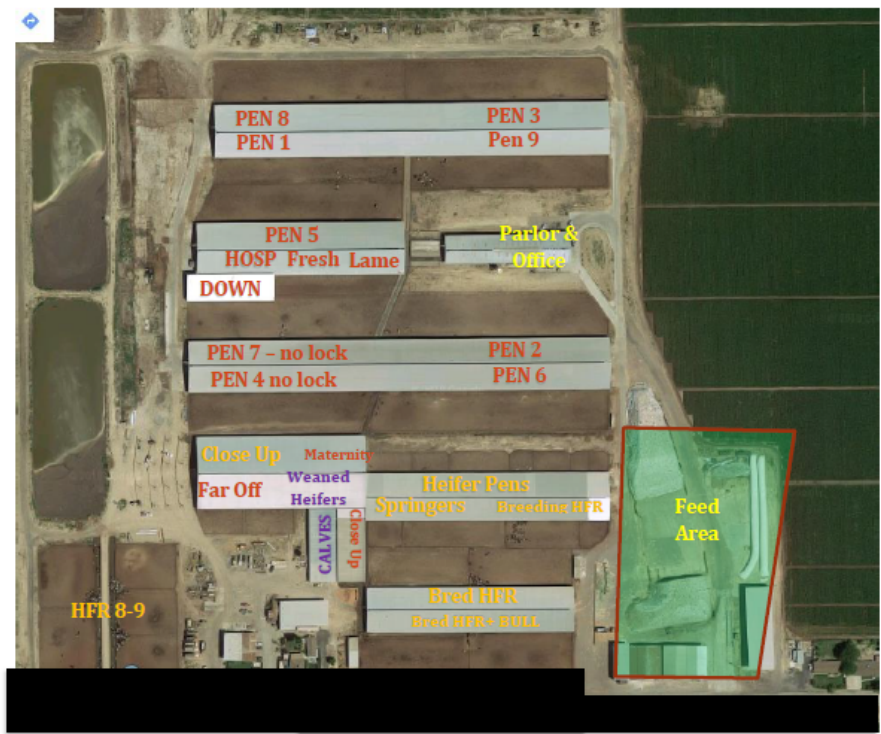 PEN 8 PEN 3
PEN 1 Pen 9
PEN 5
Parlor &
Office
HOSP Fresh Lame
DOWN
PEN 7 – no lock PEN 2
PEN 4 no lock PEN 6
Close Up Maternity
Far Off
Weaned
Heifers
Heifer Pens
Springers Breeding HFR
CALVES
Close Up
Feed
Area
HFR 8-9
Bred HFR
Bred HFR+ BULL